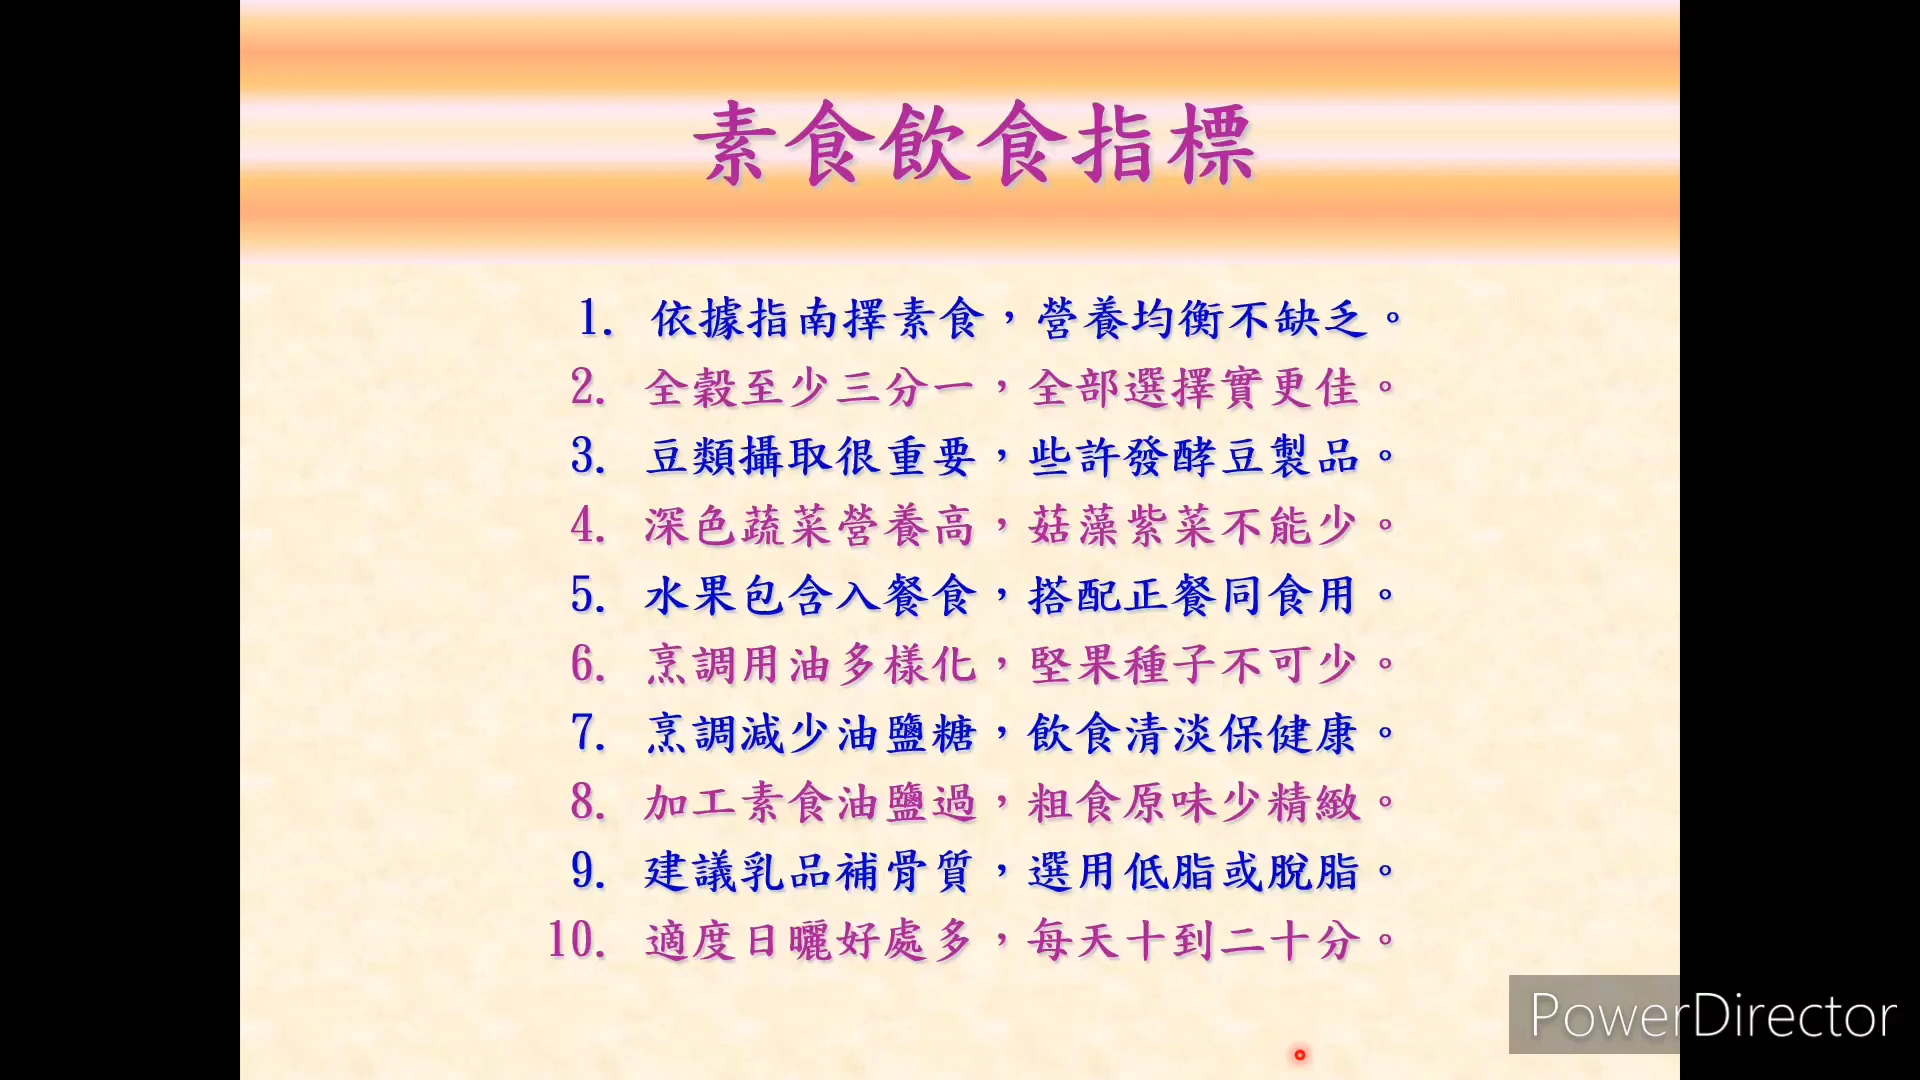 素食飲食指標
1. 依據指南擇素食，營養均衡不缺乏。
2. 全穀至少三分一，全部選擇實更佳。
3. 豆類攝取很重要，些許發酵豆製品。
4. 深色蔬菜營養高，菇藻紫菜不能少。
5. 水果包含入餐食，搭配正餐同食用。
6. 烹調用油多樣化，堅果種子不可少。
7. 烹調減少油鹽糖，飲食清淡保健康。
8. 加工素食油鹽過，粗食原味少精緻。
9. 建議乳品補骨質，選用低脂或脫脂。
10. 適度日曬好處多，每天十到二十分。
PowerDirector